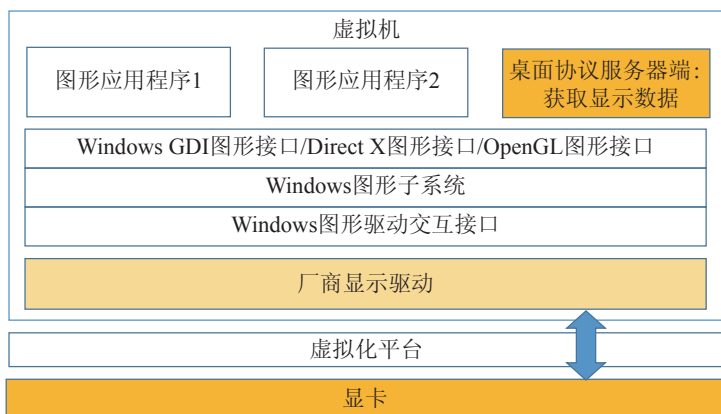 虚拟机
图形应用程序1
图形应用程序2
桌面协议服务器端:
获取显示数据
Windows GDI图形接口/Direct X图形接口/OpenGL图形接口
Windows图形子系统
Windows图形驱动交互接口
厂商显示驱动
虚拟化平台
显卡